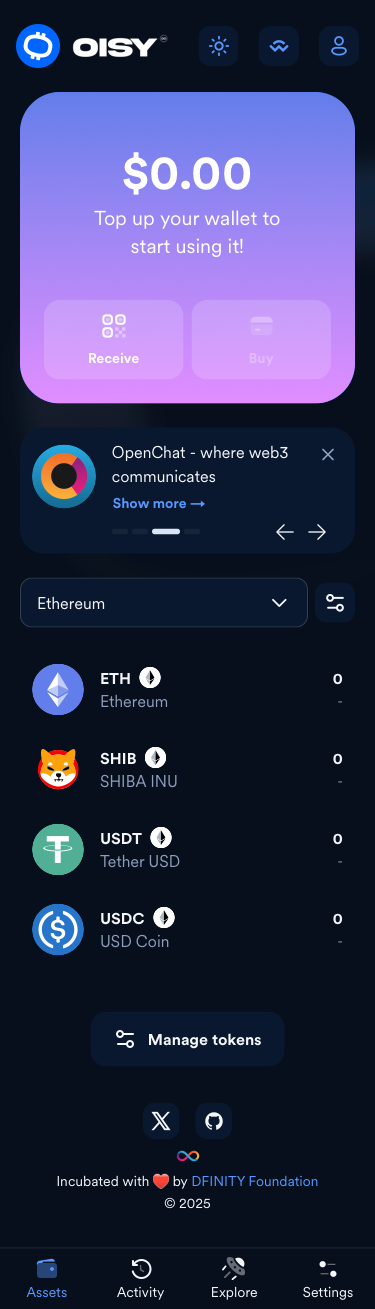 OISY
$0.00
Top up your wallet to
start using it!
Receive
Buy
OpenChat - where web3
communicates
Show more →
Ethereum
ETH
0
Ethereum
-
SHIB
0
SHIBA INU
-
USDT
0
Tether USD
-
USDC
0
USD Coin
-
Manage tokens
Incubated with ❤️ by DFINITY Foundation
© 2025
Assets
Activity
Explore
Settings